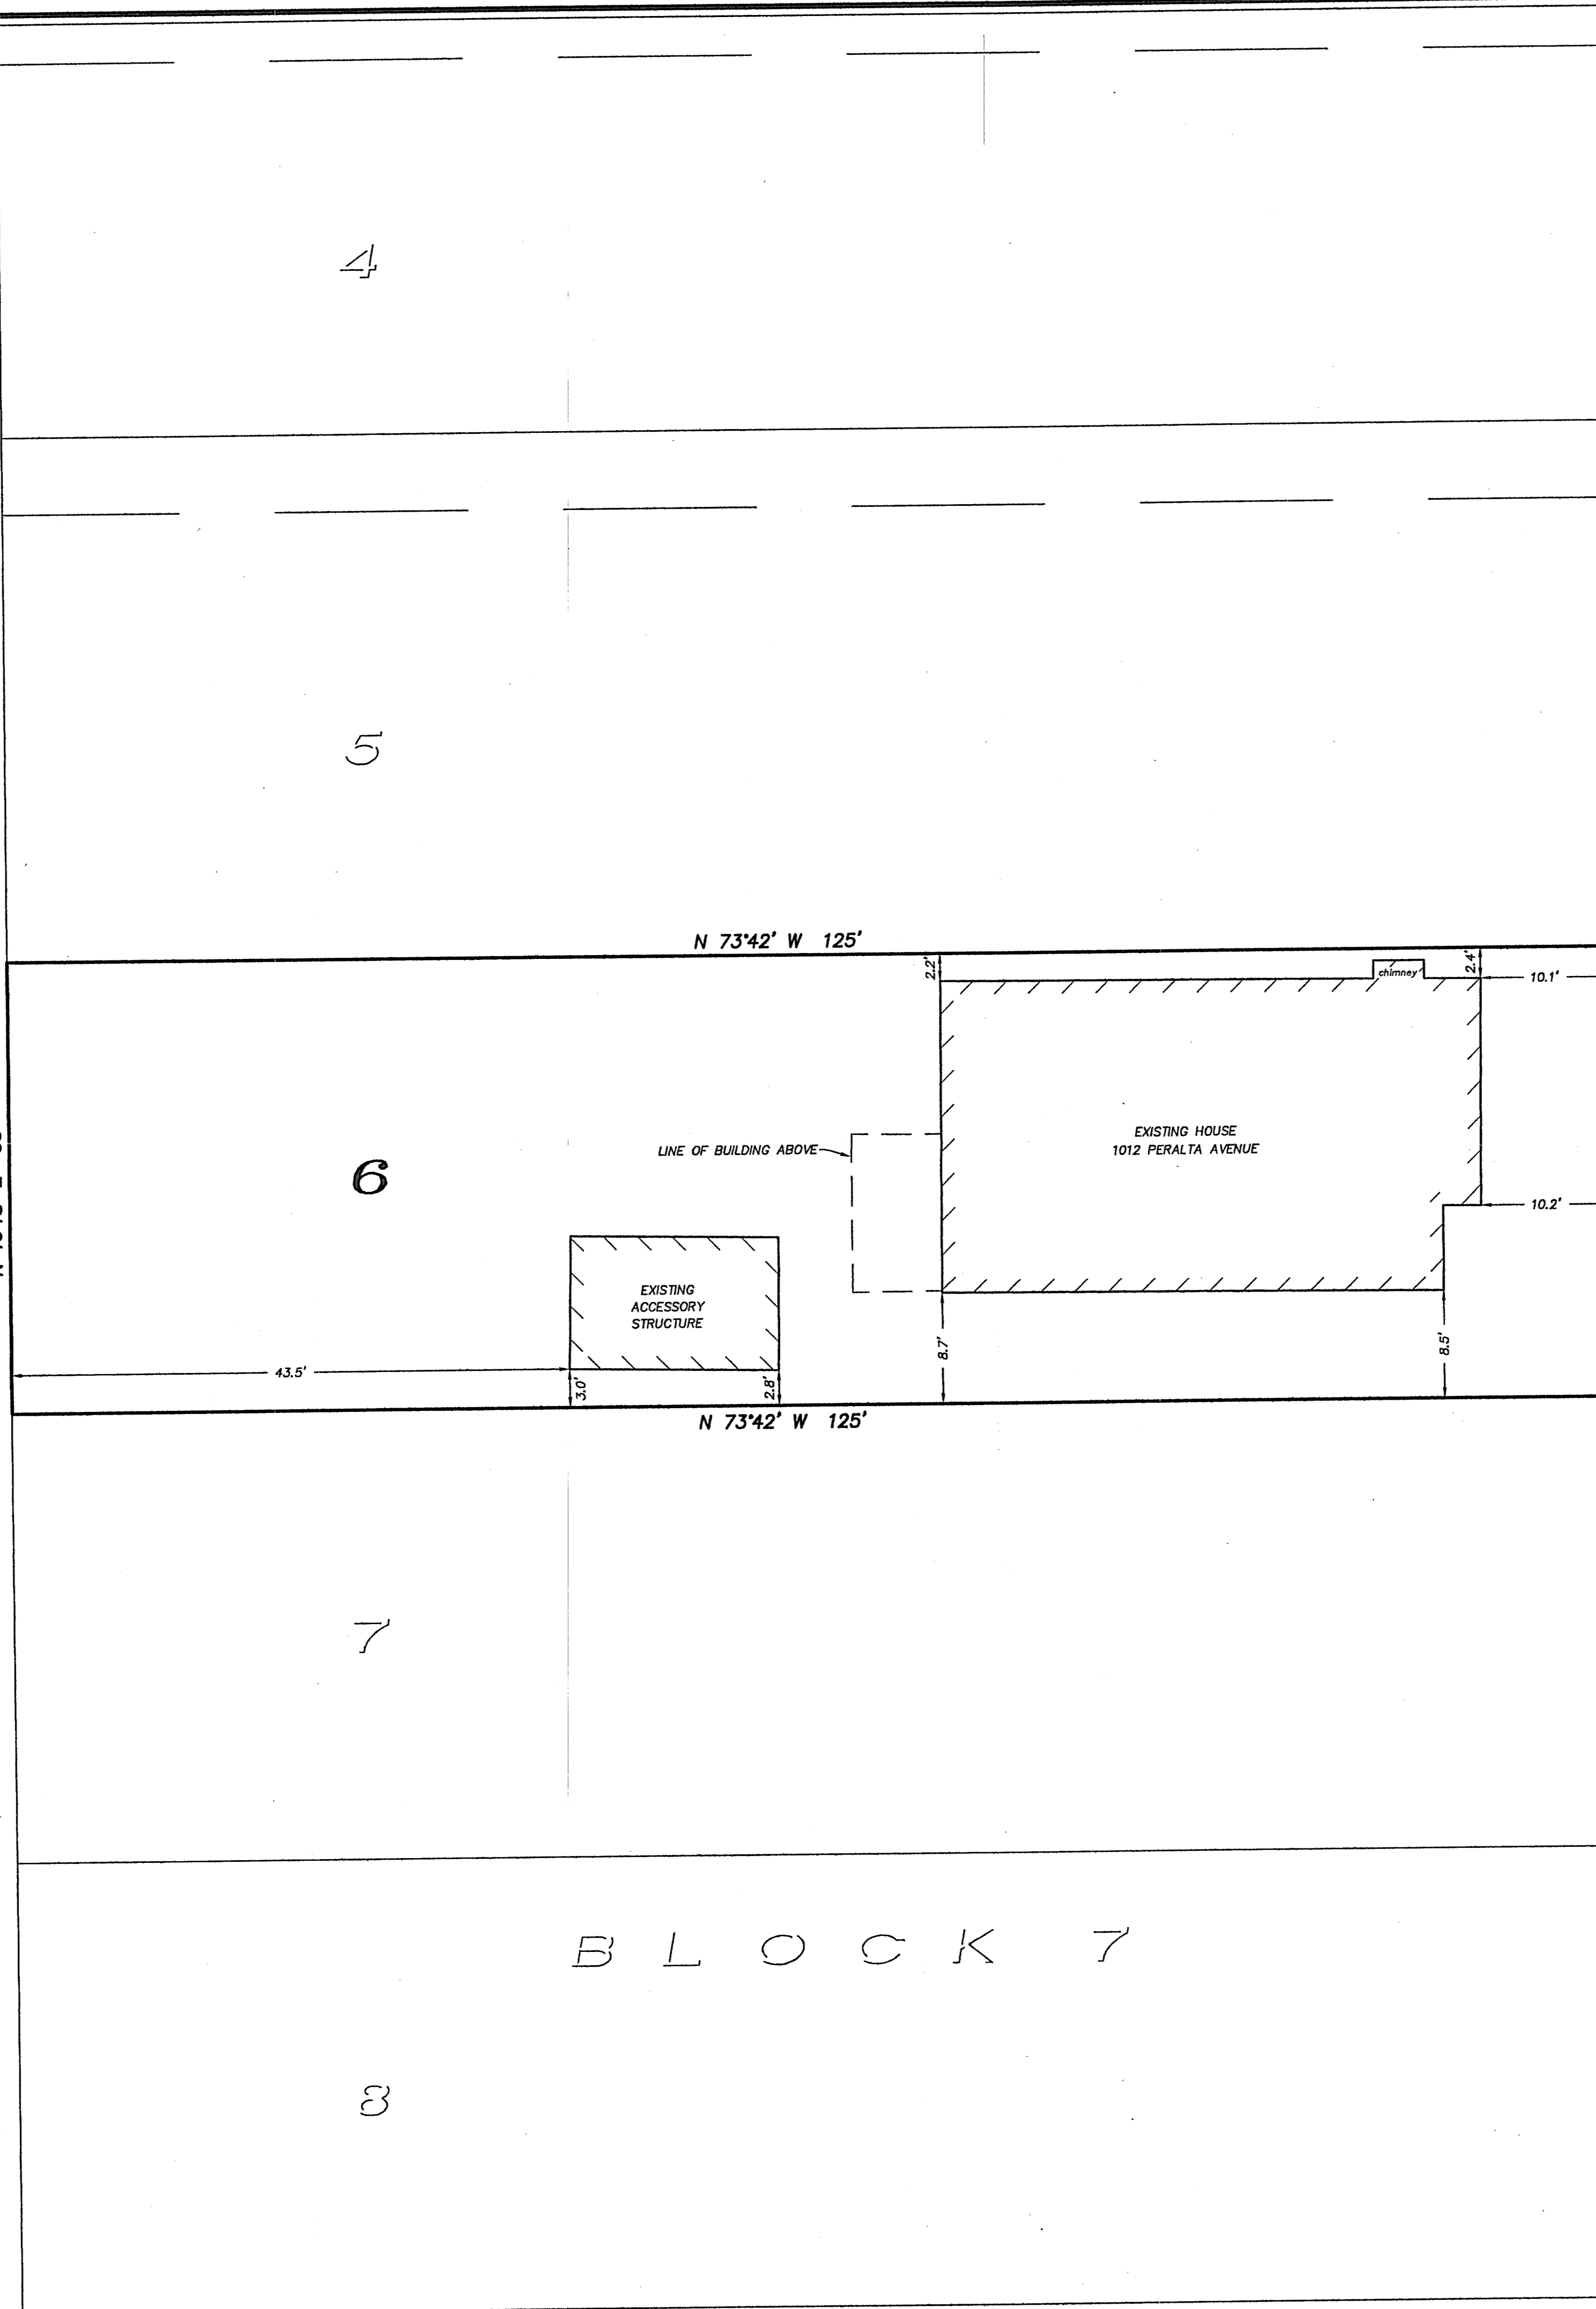 4
5
N 73°42' W 125'
2.2'
chimney
2.4'
10.1'
EXISTING HOUSE
1012 PERALTA AVENUE
LINE OF BUILDING ABOVE
6
10.2'
EXISTING
ACCESSORY
STRUCTURE
43.5'
3.0'
2.8'
8.7'
8.5'
N 73°42' W 125'
7
B L O C K 7
8